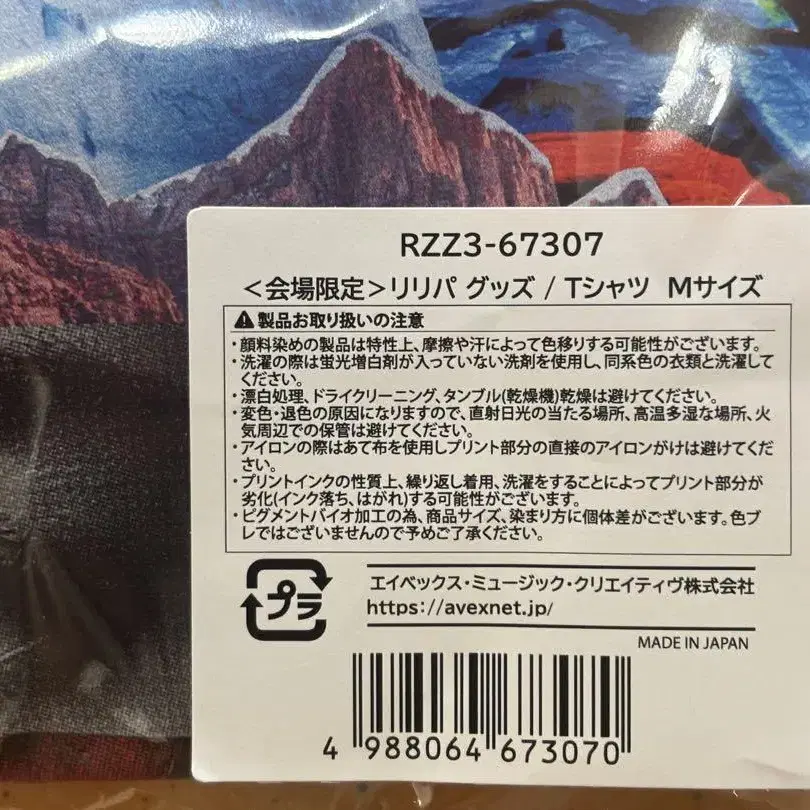 RZZ3-67307
＜会場限定＞リリパ グッズ / Tシャツ Mサイズ
⚠製品お取り扱いの注意
・顔料染めの製品は特性上、摩擦や汗によって色移りする可能性がございます。
・洗濯の際は蛍光増白剤が入っていない洗剤を使用し、同系色の衣類と洗濯して
ください。
・漂白処理、ドライクリーニング、タンブル(乾燥機)乾燥は避けてください。
・変色・退色の原因になりますので、直射日光の当たる場所、高温多湿な場所、火
気周辺での保管は避けてください。
・アイロンの際はあて布を使用しプリント部分の直接のアイロンがけは避けてくだ
さい。
・プリントインクの性質上、繰り返し着用、洗濯をすることによってプリント部分が
劣化(インク落ち、はがれ)する可能性がございます。
・ピグメントバイオ加工の為、商品サイズ、染まり方に個体差がございます。色ブ
レではございませんので予めご了承ください。
プラ
エイベックス・ミュージック・クリエイティヴ株式会社
https://avexnet.jp/
MADE IN JAPAN
4 988064 673070